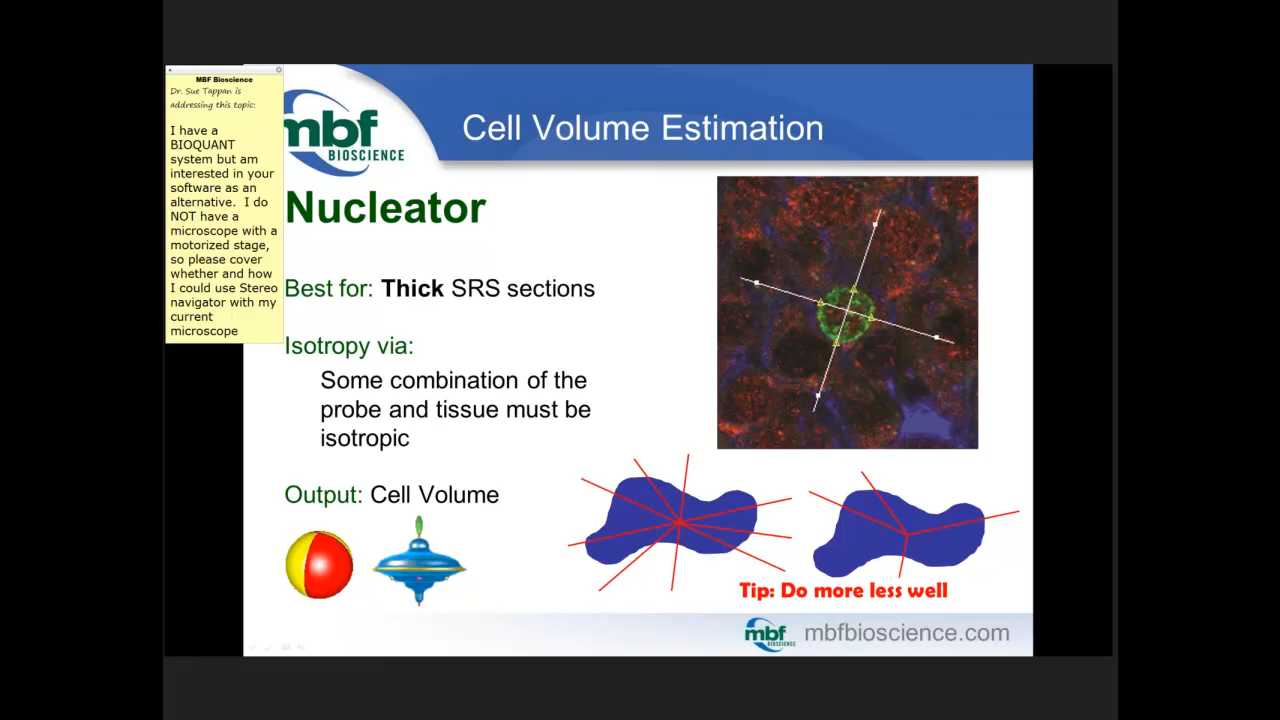 MBF Bioscience
Dr. Sue Tappan is
addressing this topic:
I have a
BIOQUANT
system but am
interested in your
software as an
alternative. I do
NOT have a
microscope with a
motorized stage,
so please cover
whether and how
I could use Stereo
navigator with my
current
microscope
mbf
BIOSCIENCE
Cell Volume Estimation
Nucleator
Best for: Thick SRS sections
Isotropy via:
Some combination of the
probe and tissue must be
isotropic
Output: Cell Volume
Tip: Do more less well
mbf
BIOSCIENCE
mbfbioscience.com